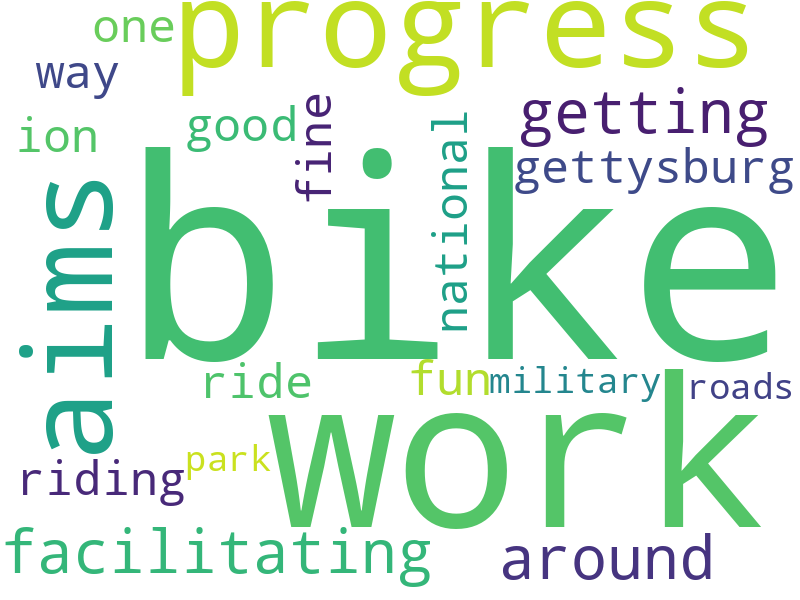 one progress
way
ion good fine national getting
gettysburg
aims bike
ride fun military roads
riding park work
facilitating around